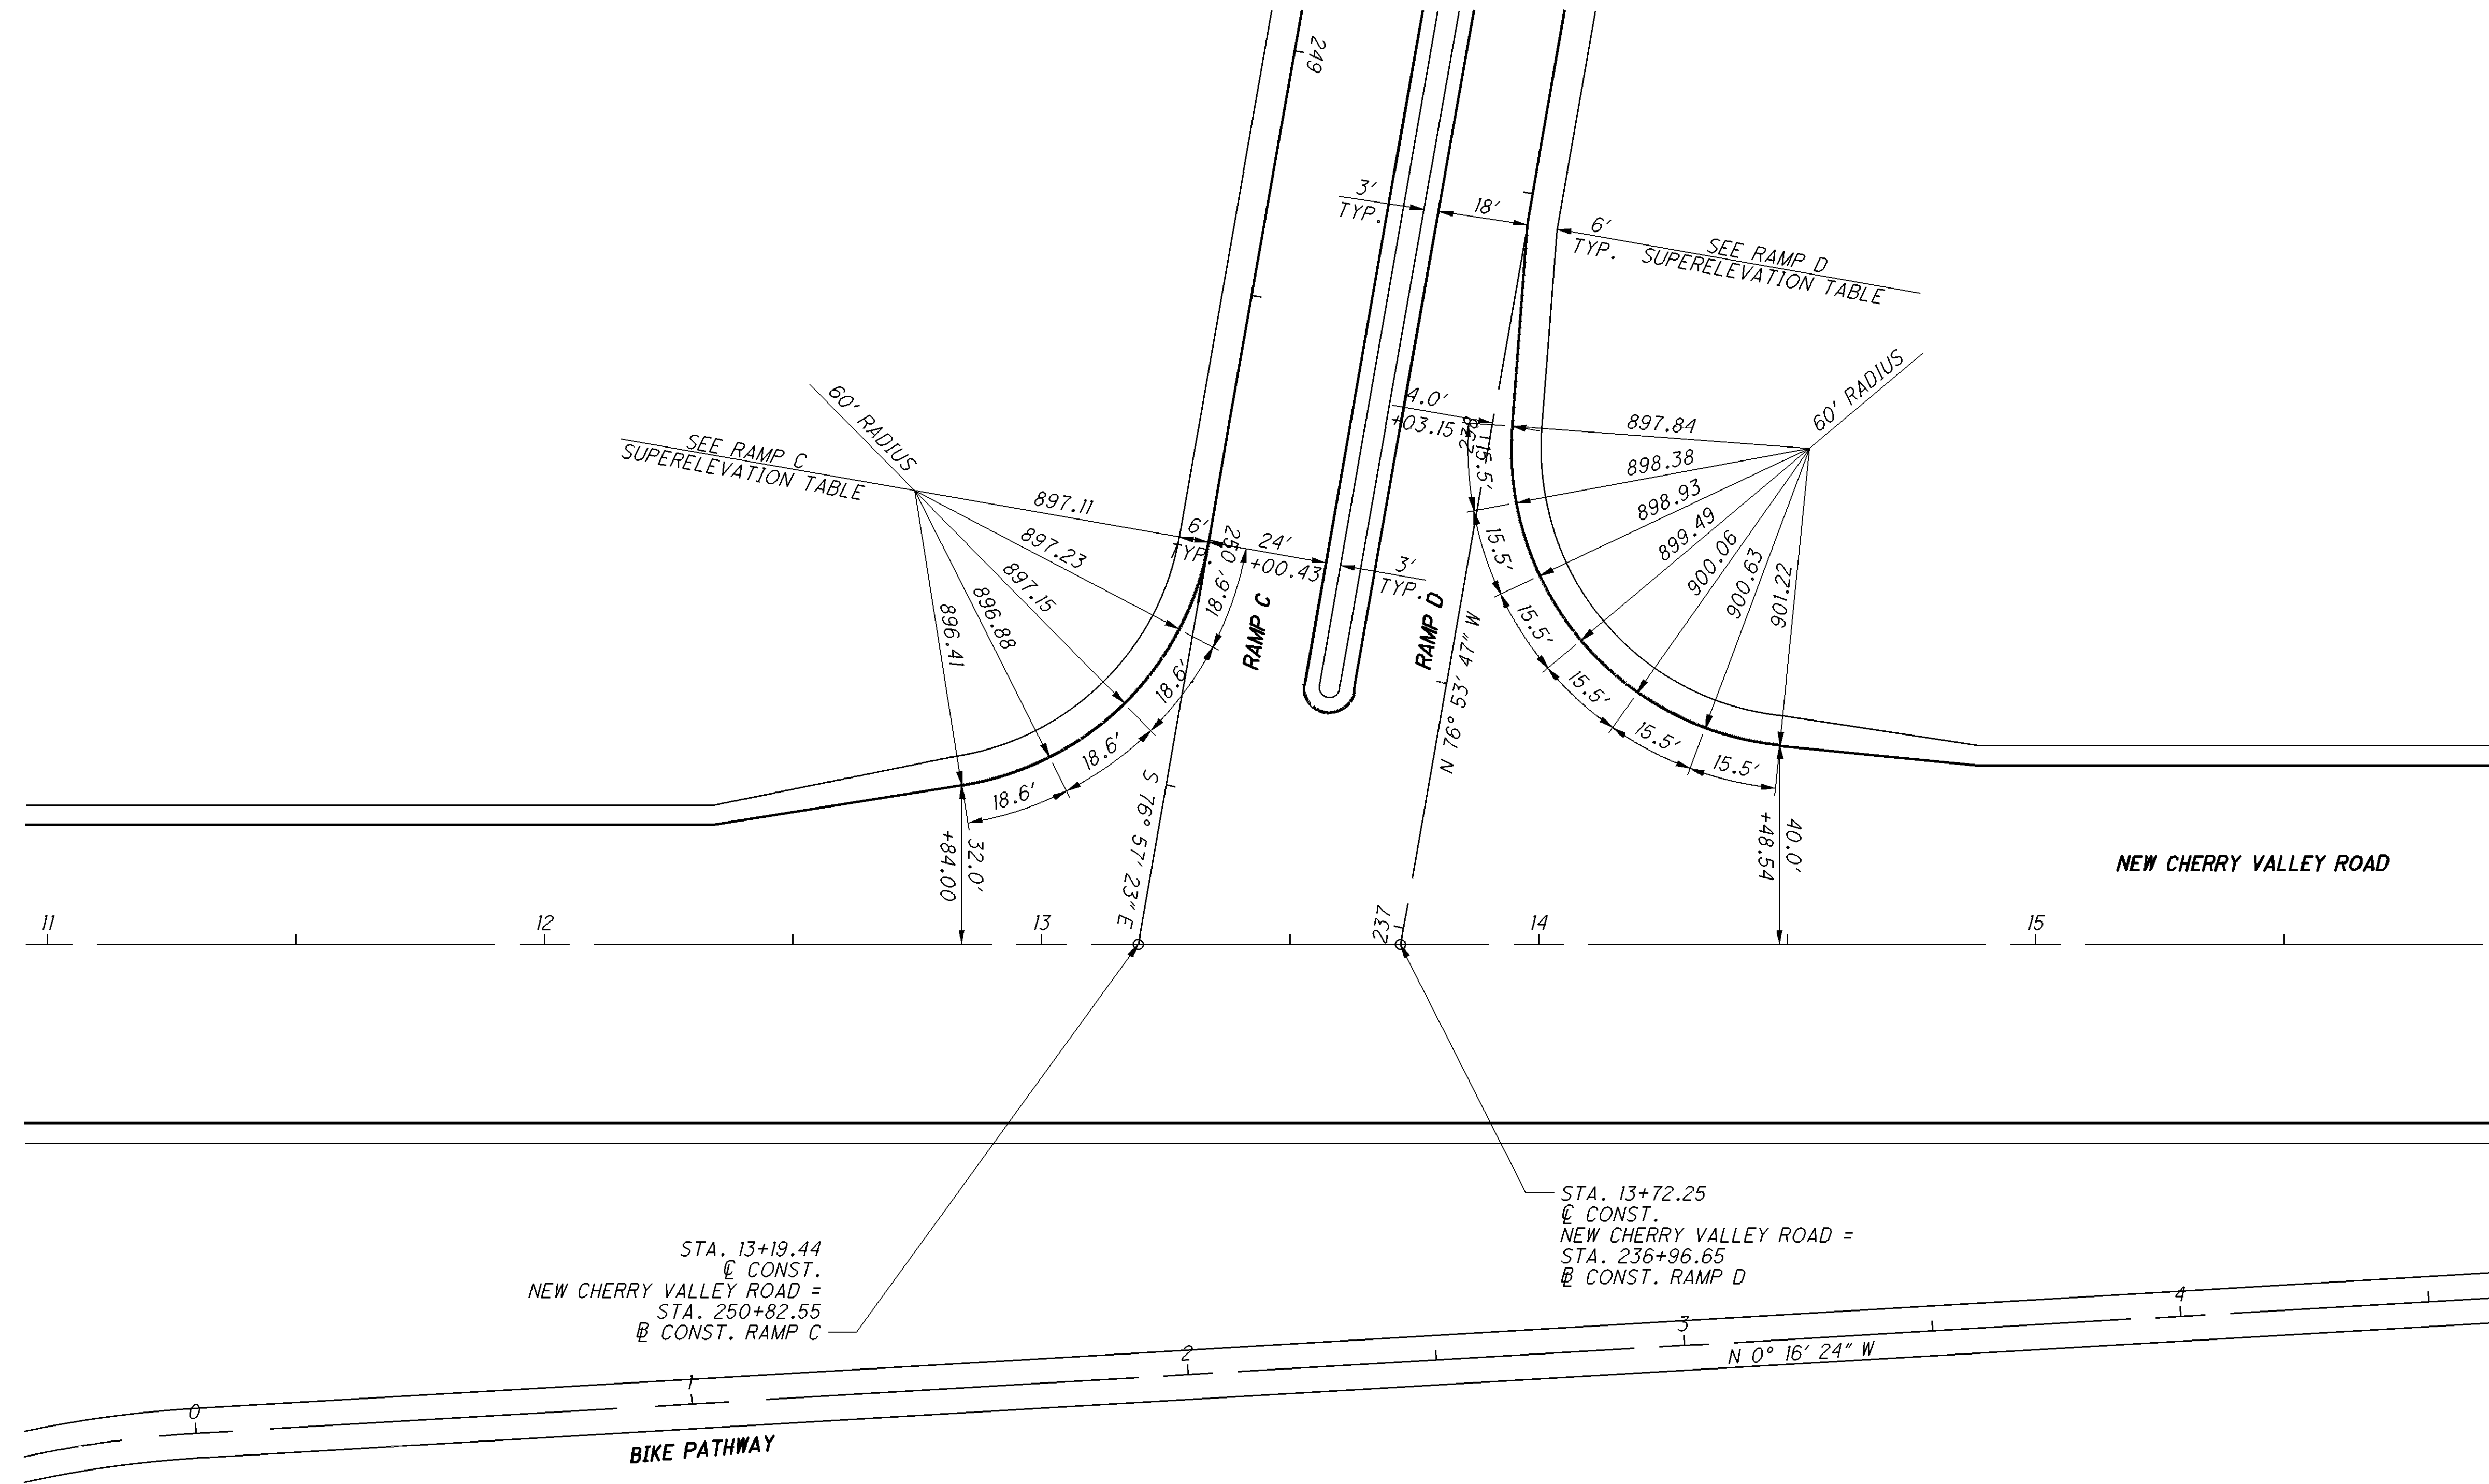 249
3'
TYP.
18'
6'
TYP.
SEE RAMP D
SUPERELEVATION TABLE
60' RADIUS
SEE RAMP C
SUPERELEVATION TABLE
60' RADIUS
4.0'
+03.15
15.5'
897.84
898.38
898.93
899.49
900.06
900.63
901.22
897.11
897.23
897.15
896.88
896.41
6'
TYP.
250
24'
+00.43
3'
TYP.
18.6'
18.6'
18.6'
18.6'
15.5'
15.5'
15.5'
15.5'
15.5'
RAMP C
RAMP D
S 76° 57' 23" E
N 76° 53' 47" W
32.0'
+84.00
40.0'
+48.54
NEW CHERRY VALLEY ROAD
11
12
13
237
14
15
STA. 13+19.44
℄ CONST.
NEW CHERRY VALLEY ROAD =
STA. 250+82.55
BL CONST. RAMP C
STA. 13+72.25
℄ CONST.
NEW CHERRY VALLEY ROAD =
STA. 236+96.65
BL CONST. RAMP D
0
1
2
3
4
N 0° 16' 24" W
BIKE PATHWAY